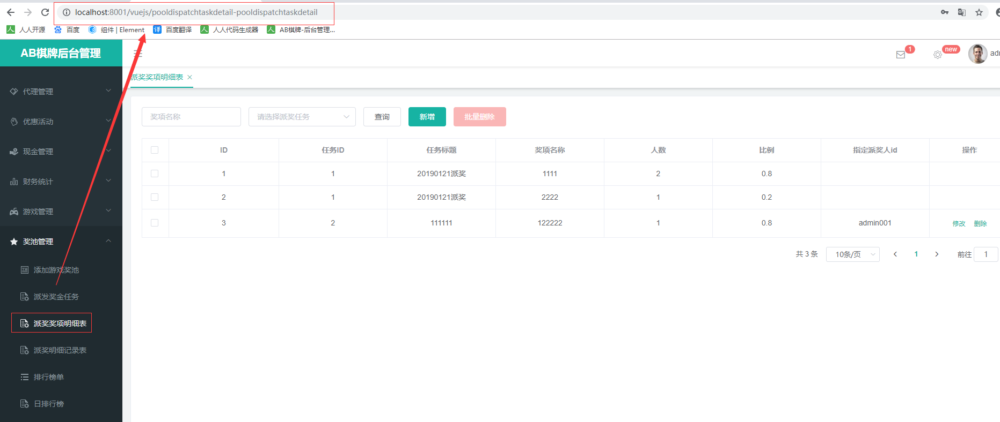 localhost:8001/vuejs/pooldispatchtaskdetail-pooldispatchtaskdetail
人人开源 百度 组件 | Element 百度翻译 人人代码生成器 AB棋牌-后台管理...
AB棋牌后台管理
1 new
派奖奖项明细表
代理管理
优惠活动
现金管理
财务统计
游戏管理
奖池管理
添加游戏奖池
派发奖金任务
派奖奖项明细表
派奖明细记录表
排行榜单
日排行榜
奖项名称 请选择派奖任务 查询 新增 批量删除
ID 任务ID 任务标题 奖项名称 人数 比例 指定派奖人id 操作
1 1 20190121派奖 1111 2 0.8
2 1 20190121派奖 2222 1 0.2
3 2 111111 122222 1 0.8 admin001 修改 删除
共 3 条 10条/页 1 前往 1